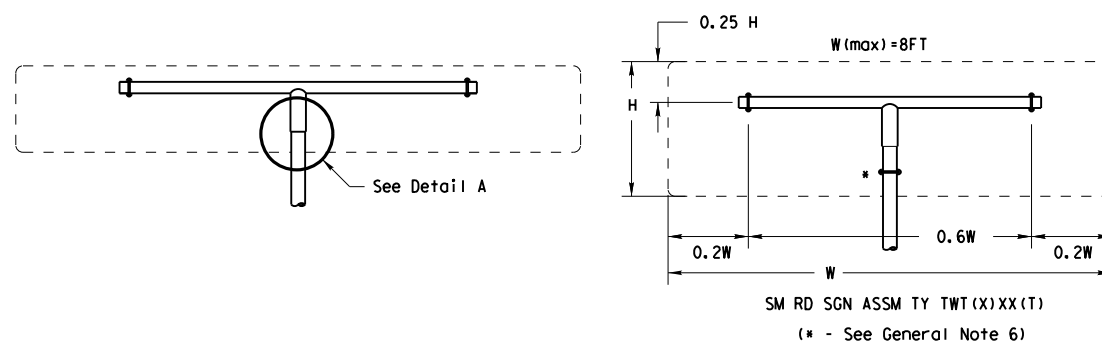 See Detail A
0.25 H
W(max)=8FT
H
*
0.2W
0.6W
0.2W
W
SM RD SGN ASSM TY TWT(X)XX(T)
(* - See General Note 6)